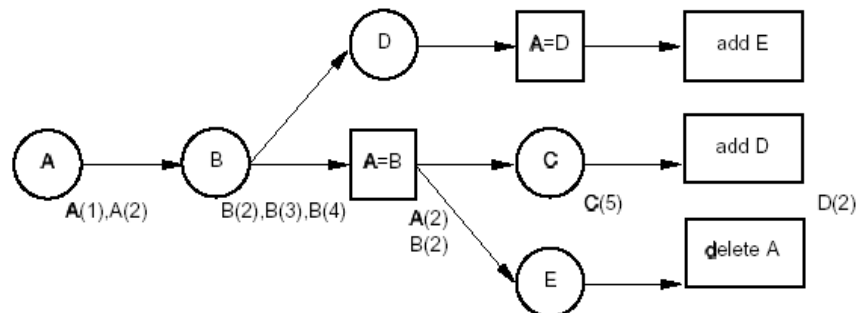 D
A=D
add E
A
B
A=B
C
add D
A(1),A(2)
B(2),B(3),B(4)
A(2)
B(2)
C(5)
D(2)
E
delete A